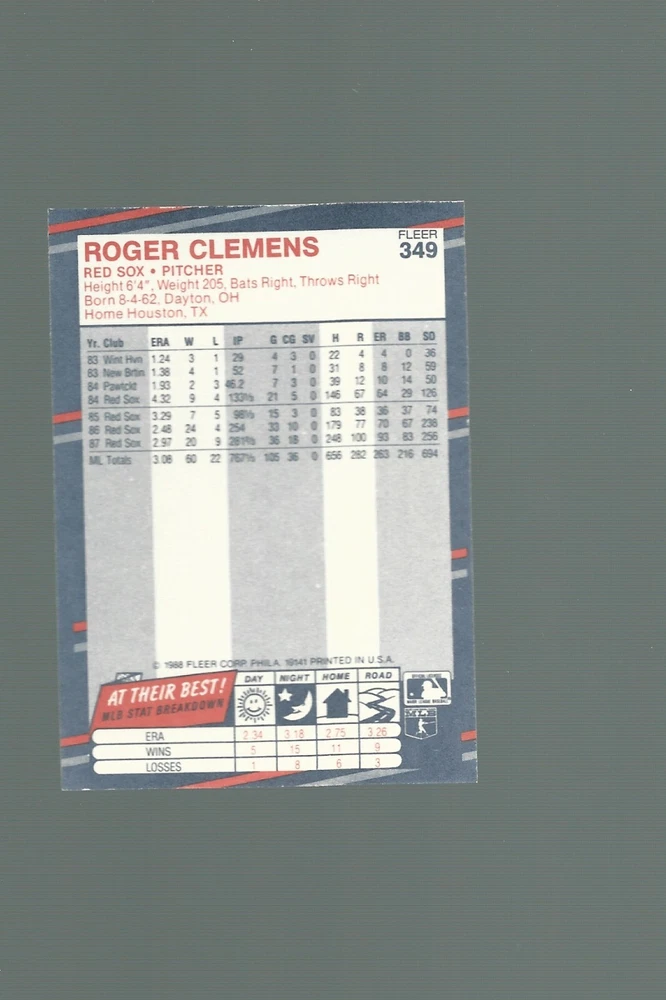 FLEER
349
ROGER CLEMENS
RED SOX • PITCHER
Height 6'4", Weight 205, Bats Right, Throws Right
Born 8-4-62, Dayton, OH
Home Houston, TX
Yr. Club ERA W L IP G CG SV H R ER BB SO
83 Wint Hvn 1.24 3 1 29 4 3 0 22 4 4 0 36
83 New Britn 1.38 4 1 52 7 1 0 31 8 8 12 59
84 Pawtckt 1.93 2 3 46.2 7 3 0 39 12 10 14 50
84 Red Sox 4.32 9 4 133⅓ 21 5 0 146 67 64 29 126
85 Red Sox 3.29 7 5 98⅓ 15 3 0 83 38 36 37 74
86 Red Sox 2.48 24 4 254 33 10 0 179 77 70 67 238
87 Red Sox 2.97 20 9 281⅔ 36 18 0 248 100 93 83 256
ML Totals 3.08 60 22 767⅓ 105 36 0 656 282 263 216 694
© 1988 FLEER CORP. PHILA. 19141 PRINTED IN U.S.A.
AT THEIR BEST!
MLB STAT BREAKDOWN
DAY NIGHT HOME ROAD
ERA 2.34 3.18 2.75 3.26
WINS 5 15 11 9
LOSSES 1 8 6 3